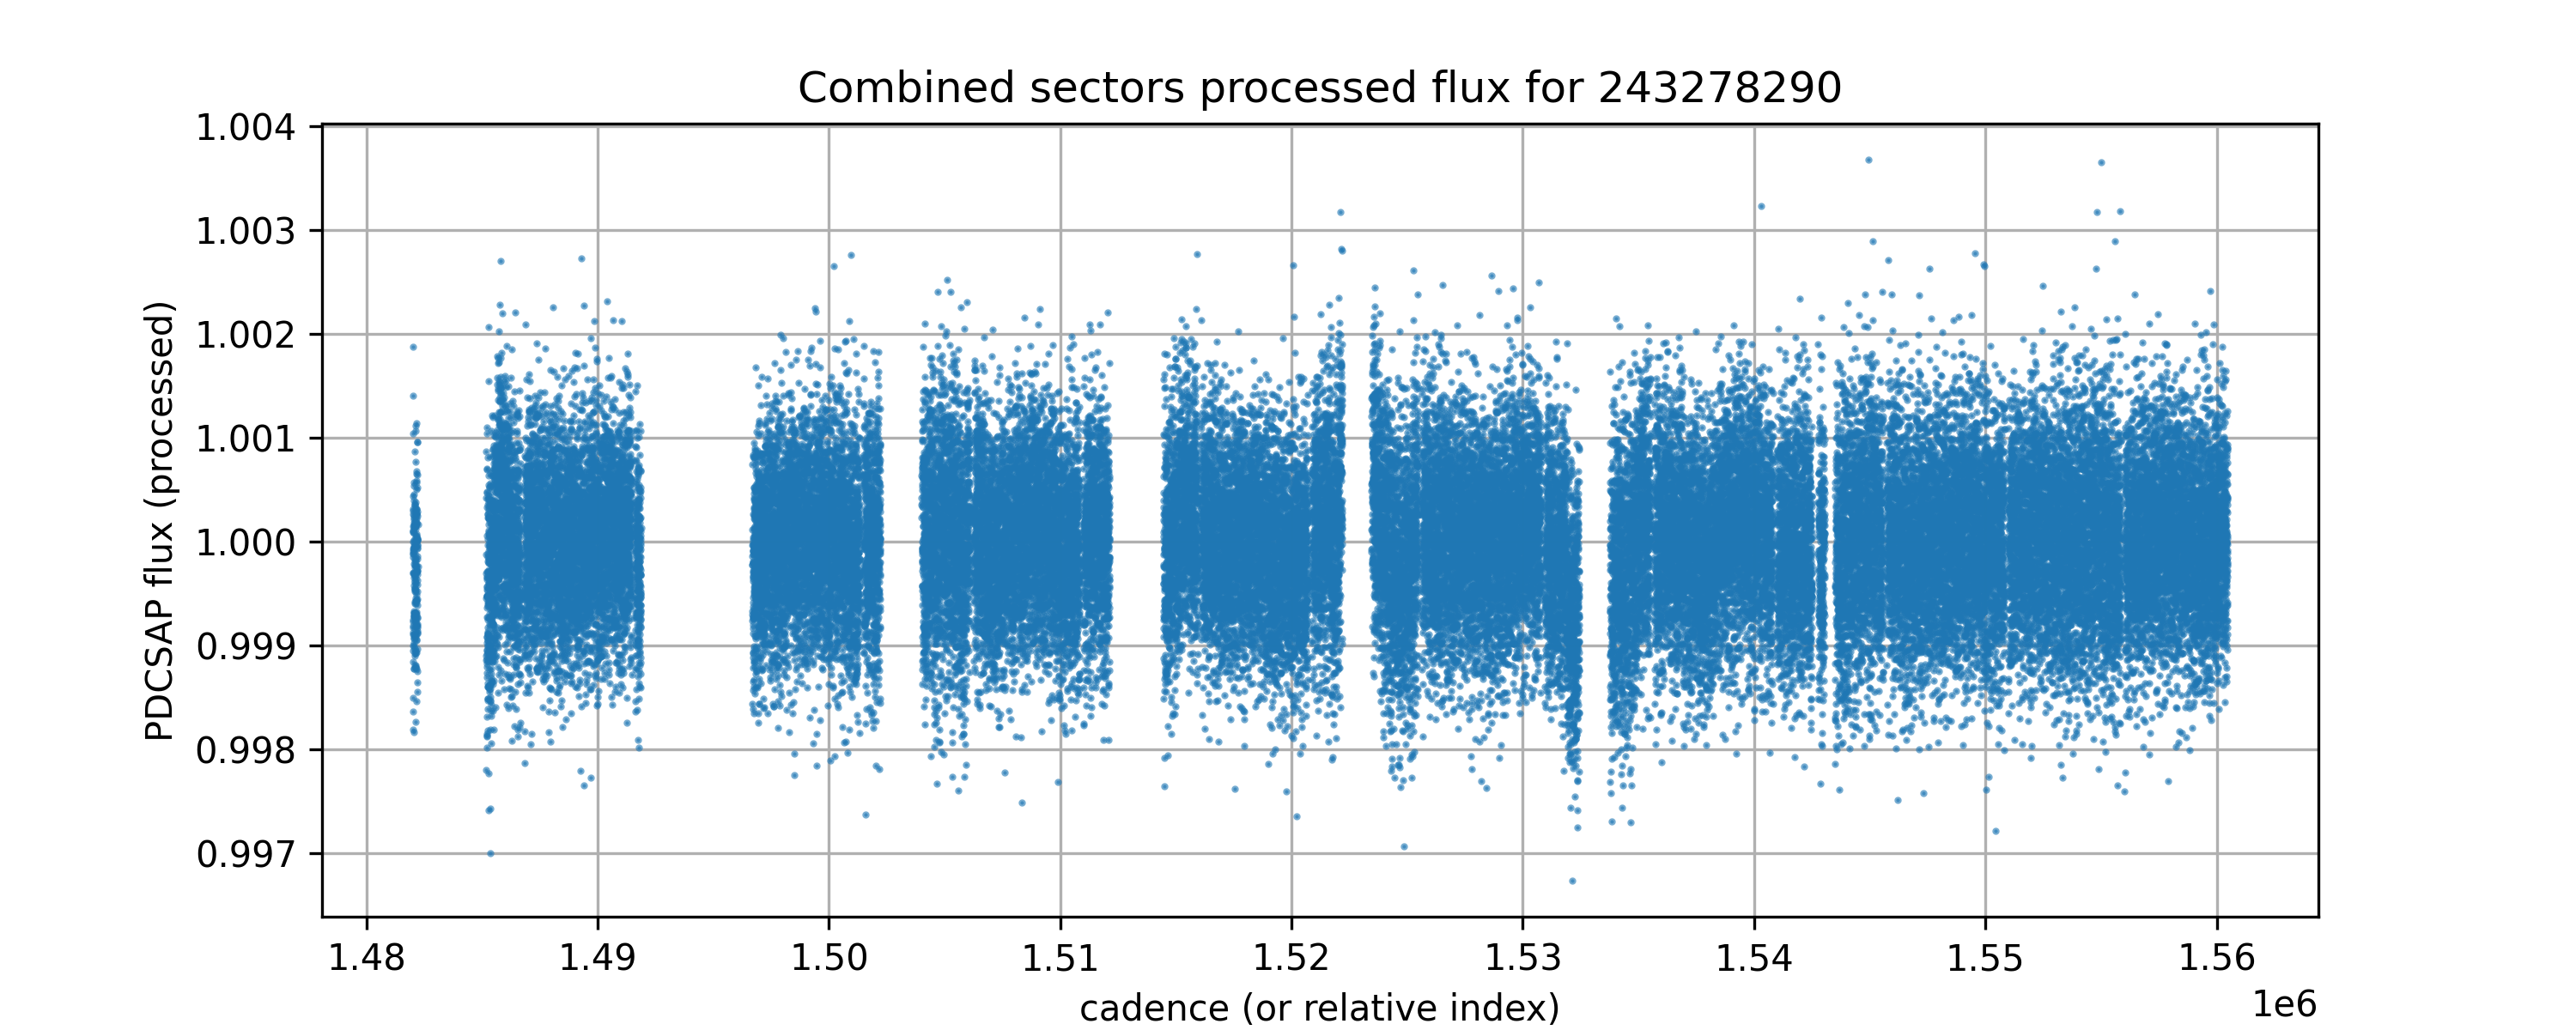 Combined sectors processed flux for 243278290
PDCSAP flux (processed)
1.004
1.003
1.002
1.001
1.000
0.999
0.998
0.997
1.48 1.49 1.50 1.51 1.52 1.53 1.54 1.55 1.56
1e6
cadence (or relative index)